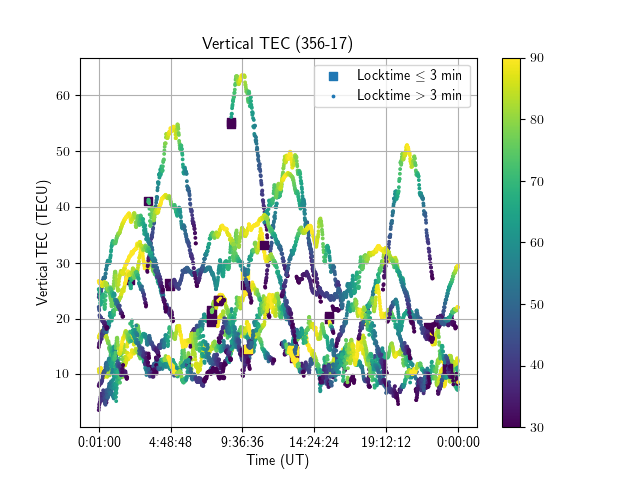 Vertical TEC (356-17)
Locktime ≤ 3 min
Locktime > 3 min
Vertical TEC (TECU)
60
50
40
30
20
10
0:01:00 4:48:48 9:36:36 14:24:24 19:12:12 0:00:00
Time (UT)
90
80
70
60
50
40
30